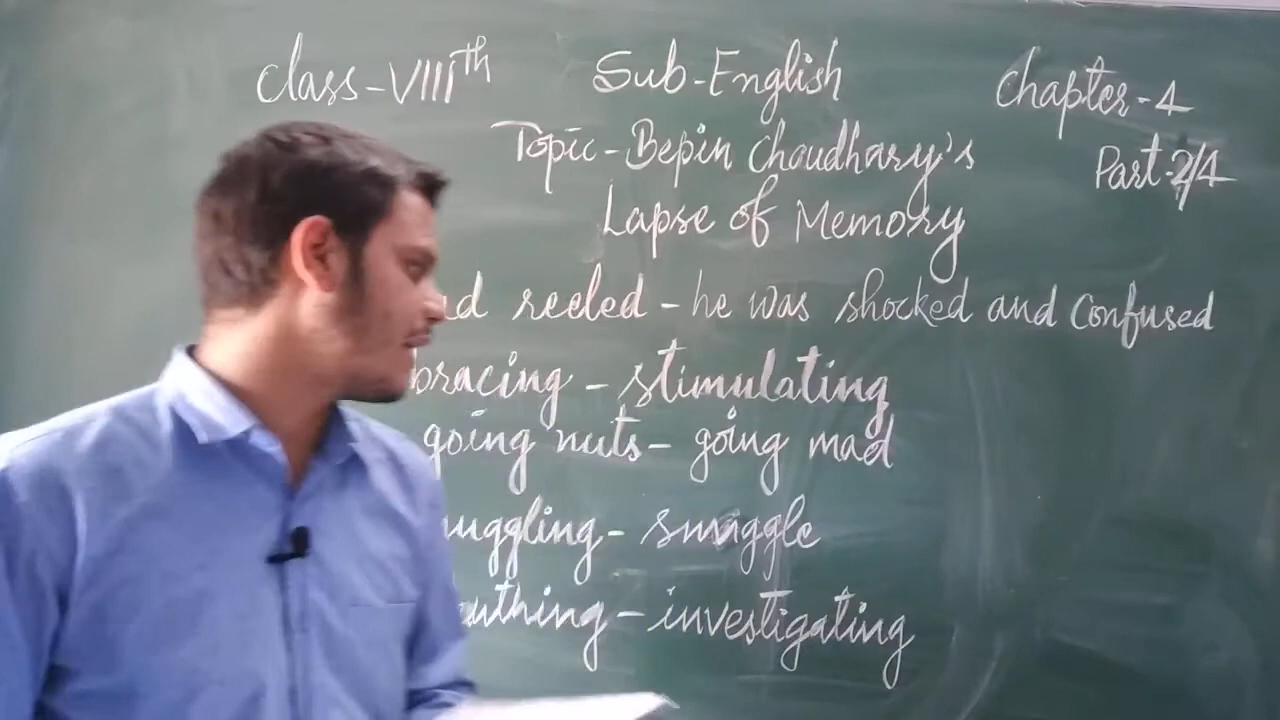 Class-VIIIth Sub-English Chapter-4
Topic-Bepin Choudhary's Part-2/4
Lapse of Memory
reeled - he was shocked and Confused
bracing - stimulating
going nuts - going mad
- smuggle
- investigating